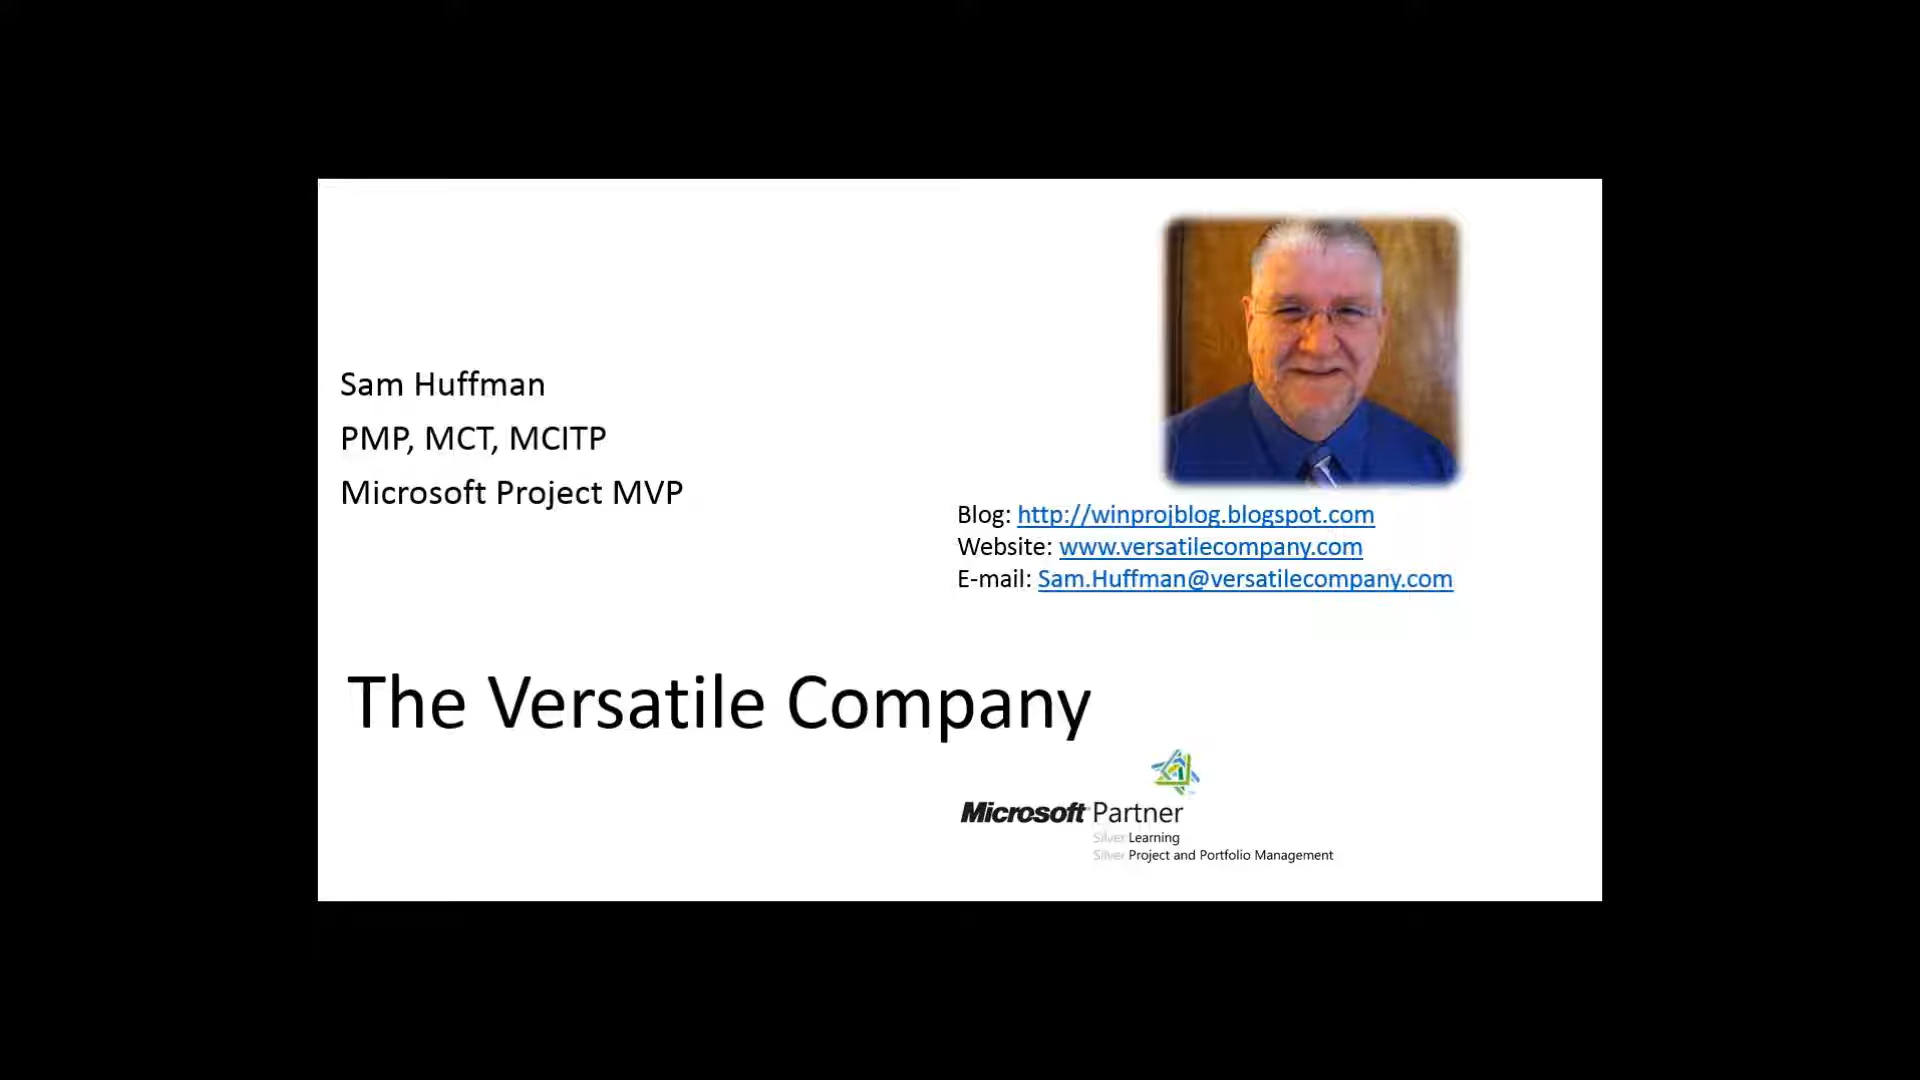 Sam Huffman
PMP, MCT, MCITP
Microsoft Project MVP
Blog: http://winprojblog.blogspot.com
Website: www.versatilecompany.com
E-mail: Sam.Huffman@versatilecompany.com
The Versatile Company
Microsoft Partner
Silver Learning
Silver Project and Portfolio Management